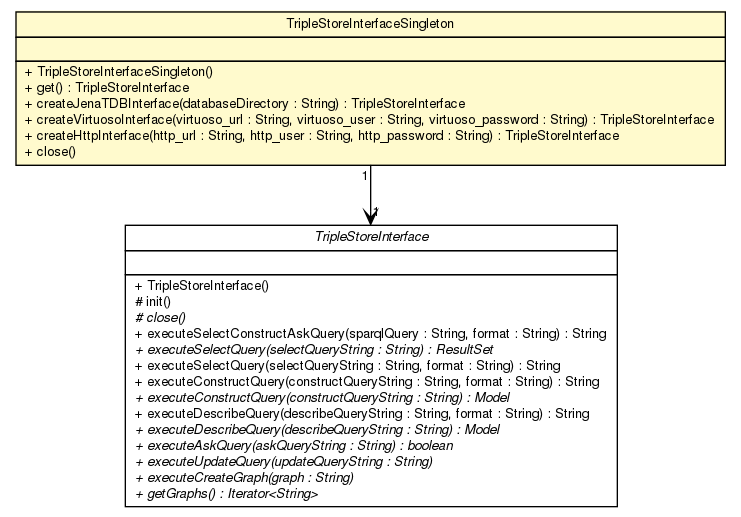 TripleStoreInterfaceSingleton
+ TripleStoreInterfaceSingleton()
+ get() : TripleStoreInterface
+ createJenaTDBInterface(databaseDirectory : String) : TripleStoreInterface
+ createVirtuosoInterface(virtuoso_url : String, virtuoso_user : String, virtuoso_password : String) : TripleStoreInterface
+ createHttpInterface(http_url : String, http_user : String, http_password : String) : TripleStoreInterface
+ close()
1
1
TripleStoreInterface
+ TripleStoreInterface()
# init()
# close()
+ executeSelectConstructAskQuery(sparqlQuery : String, format : String) : String
+ executeSelectQuery(selectQueryString : String) : ResultSet
+ executeSelectQuery(selectQueryString : String, format : String) : String
+ executeConstructQuery(constructQueryString : String, format : String) : String
+ executeConstructQuery(constructQueryString : String) : Model
+ executeDescribeQuery(describeQueryString : String, format : String) : String
+ executeDescribeQuery(describeQueryString : String) : Model
+ executeAskQuery(askQueryString : String) : boolean
+ executeUpdateQuery(updateQueryString : String)
+ executeCreateGraph(graph : String)
+ getGraphs() : Iterator<String>